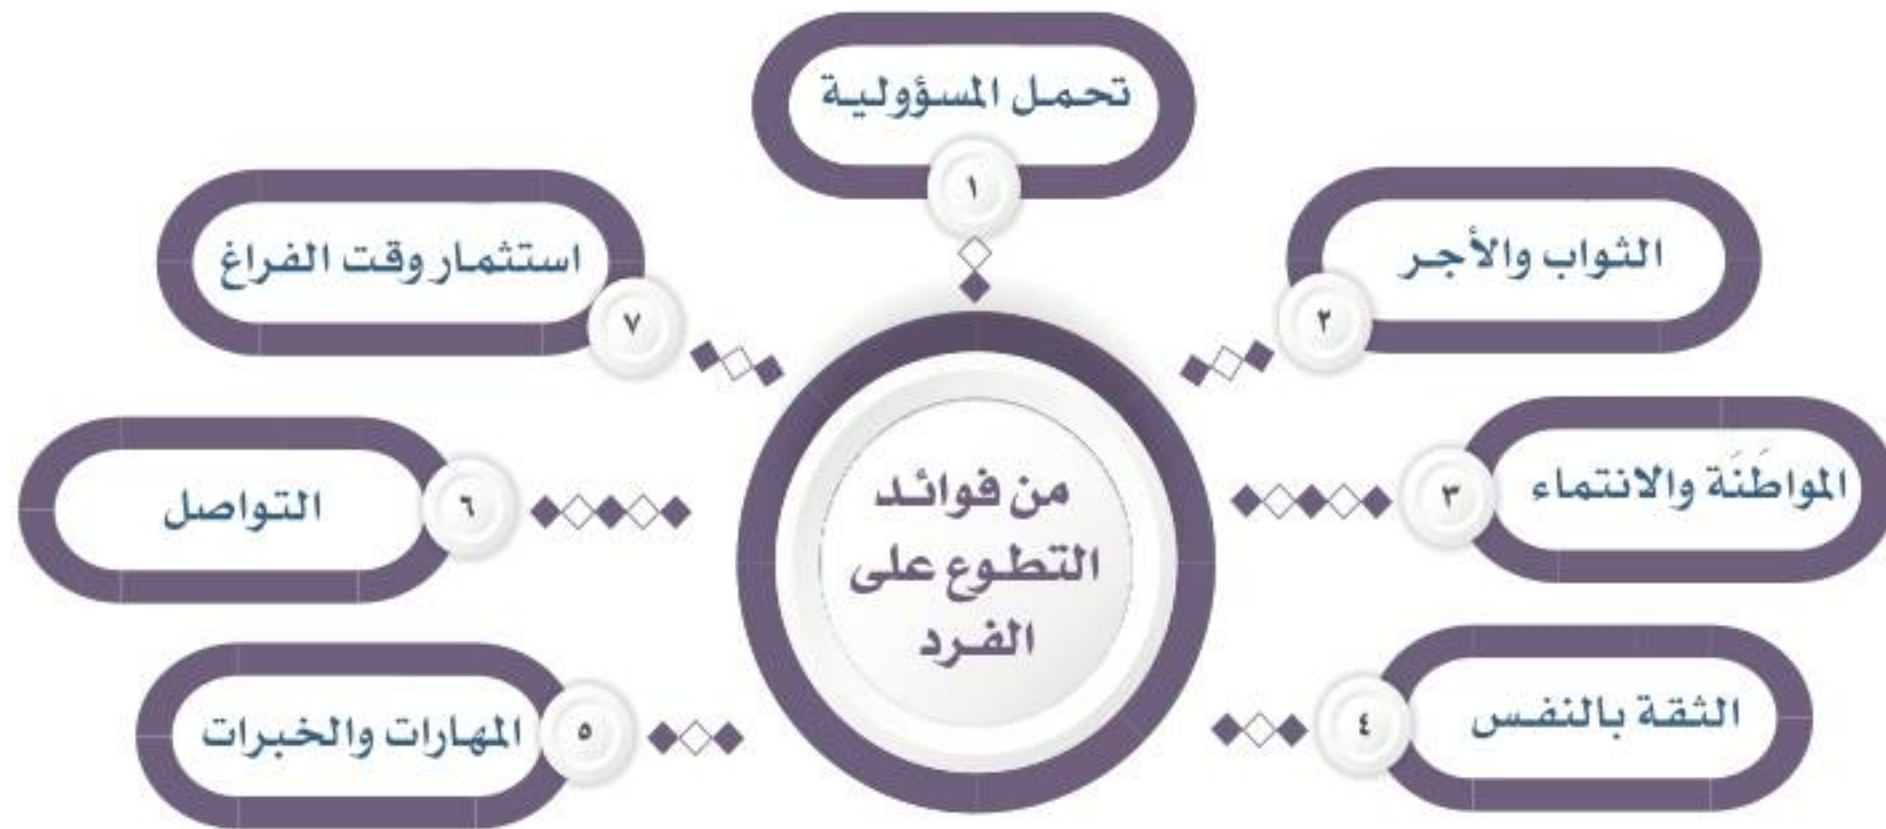 من فوائد
التطوع على
الفرد
تحمل المسؤولية
١
الثواب والأجر
٢
المواطَنَة والانتماء
٣
الثقة بالنفس
٤
المهارات والخبرات
٥
التواصل
٦
استثمار وقت الفراغ
٧